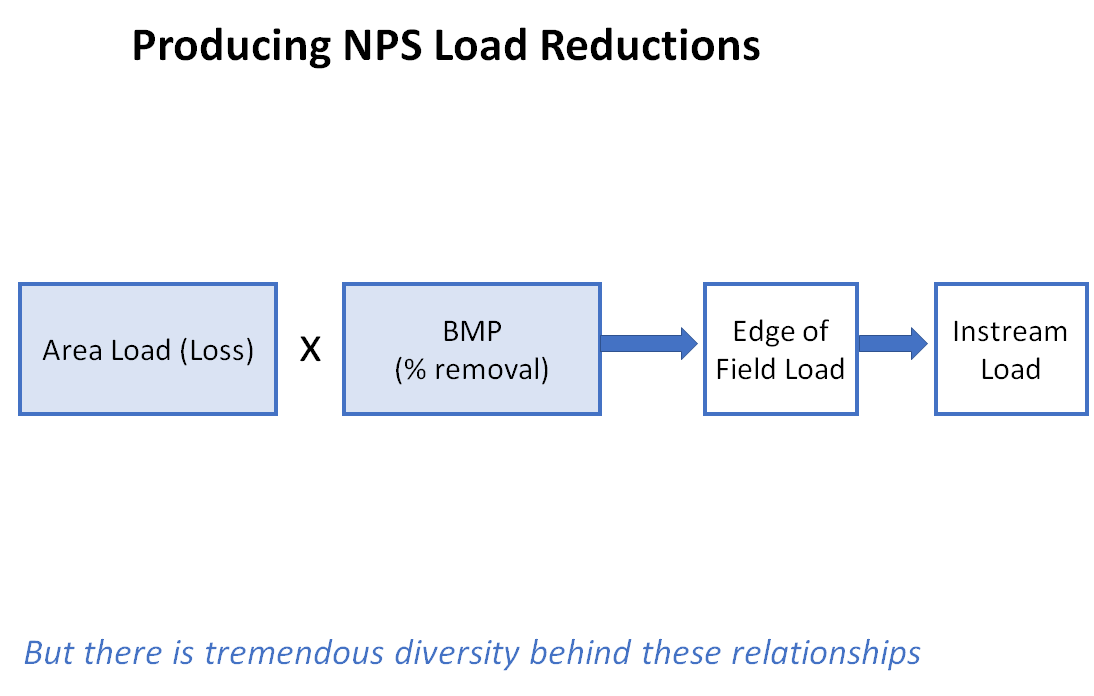 Producing NPS Load Reductions
Area Load (Loss)
X
BMP
(% removal)
Edge of
Field Load
Instream
Load
But there is tremendous diversity behind these relationships